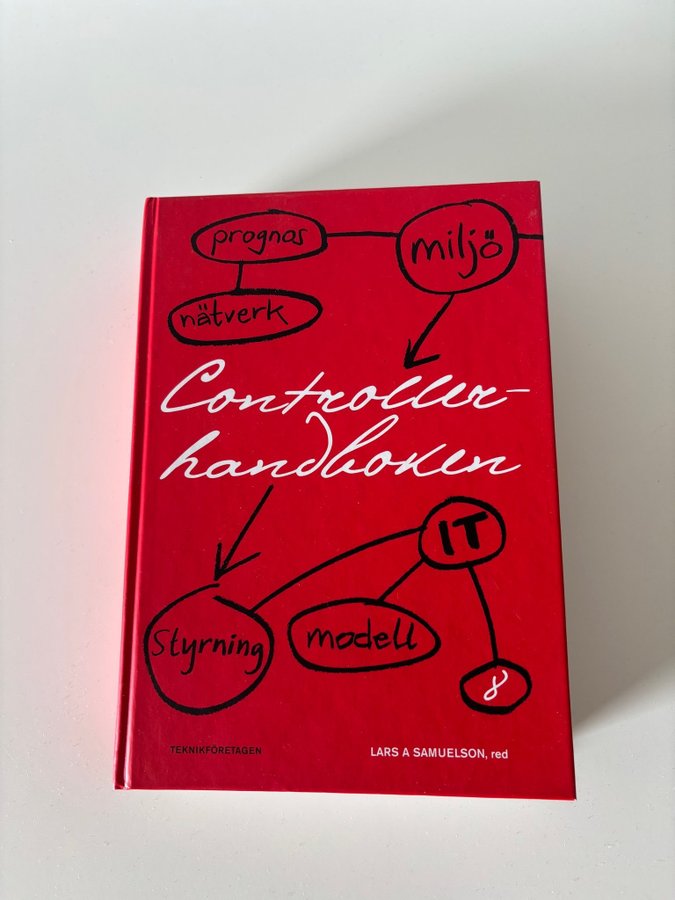 prognos
miljö
nätverk
Controller-
handboken
IT
Styrning
modell
8
TEKNIKFÖRETAGEN
LARS A SAMUELSON, red